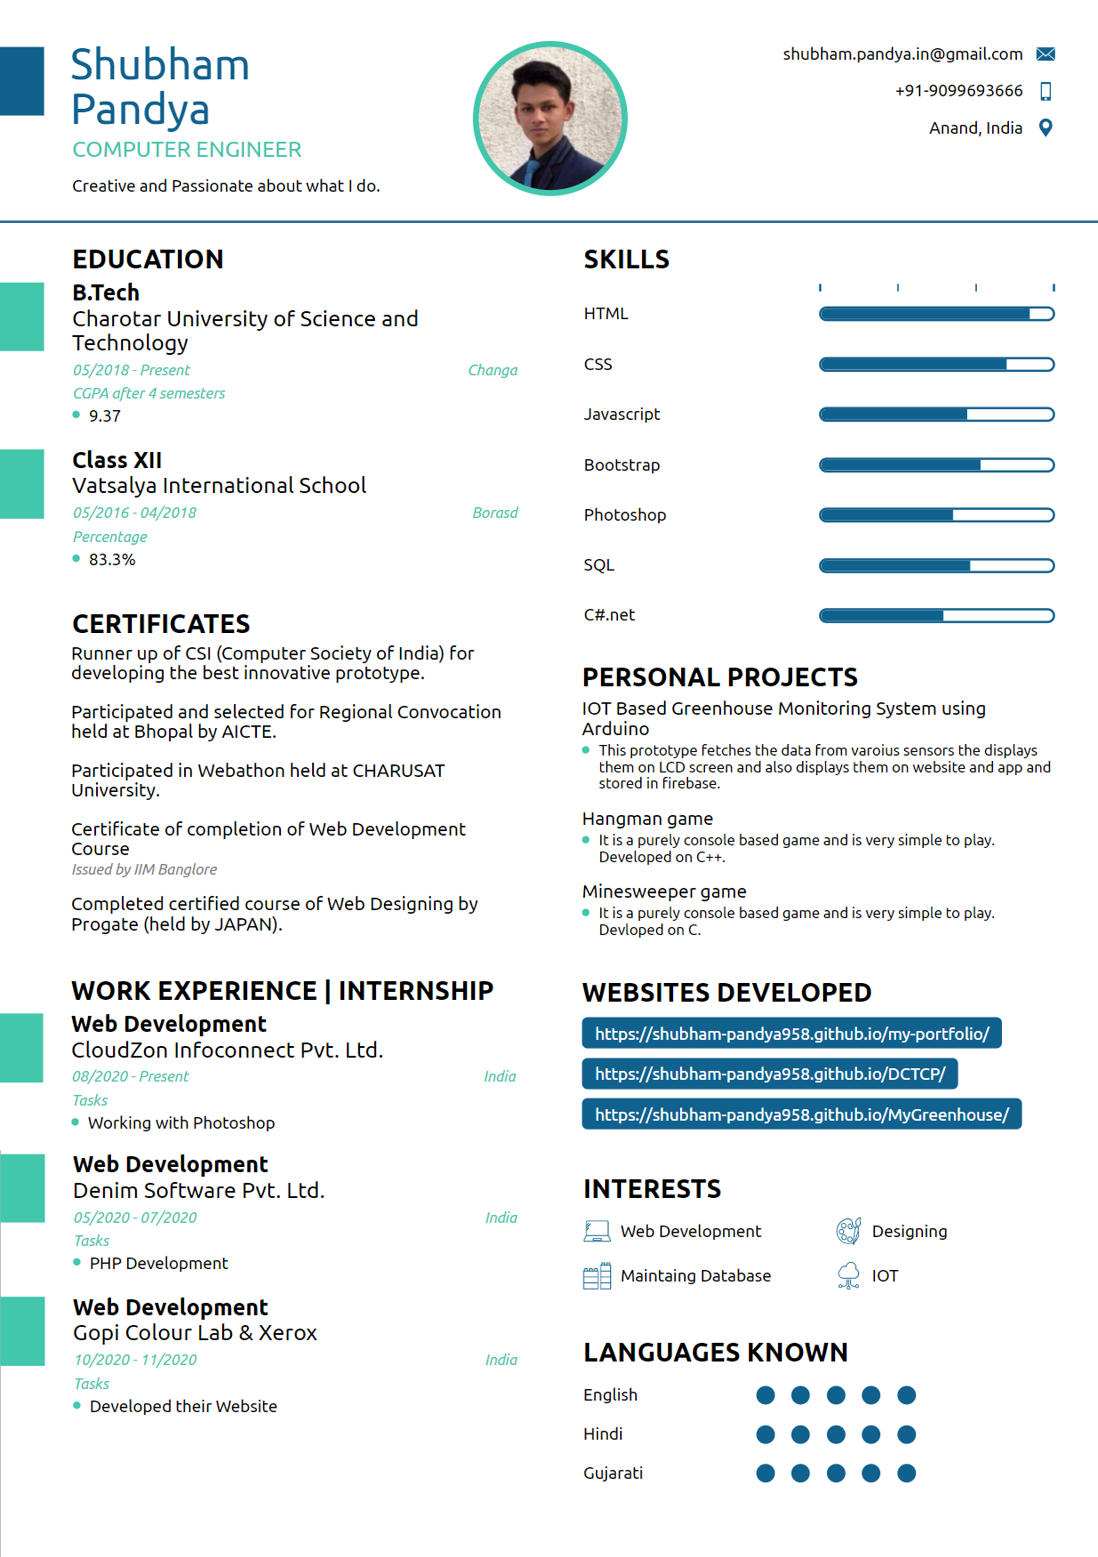 Shubham
Pandya
COMPUTER ENGINEER
Creative and Passionate about what I do.
shubham.pandya.in@gmail.com
+91-9099693666
Anand, India
EDUCATION
B.Tech
Charotar University of Science and
Technology
05/2018 - Present
Changa
CGPA after 4 semesters
9.37
Class XII
Vatsalya International School
05/2016 - 04/2018
Borasd
Percentage
83.3%
CERTIFICATES
Runner up of CSI (Computer Society of India) for
developing the best innovative prototype.
Participated and selected for Regional Convocation
held at Bhopal by AICTE.
Participated in Webathon held at CHARUSAT
University.
Certificate of completion of Web Development
Course
Issued by IIM Banglore
Completed certified course of Web Designing by
Progate (held by JAPAN).
WORK EXPERIENCE | INTERNSHIP
Web Development
CloudZon Infoconnect Pvt. Ltd.
08/2020 - Present
India
Tasks
Working with Photoshop
Web Development
Denim Software Pvt. Ltd.
05/2020 - 07/2020
India
Tasks
PHP Development
Web Development
Gopi Colour Lab & Xerox
10/2020 - 11/2020
India
Tasks
Developed their Website
SKILLS
HTML
CSS
Javascript
Bootstrap
Photoshop
SQL
C#.net
PERSONAL PROJECTS
IOT Based Greenhouse Monitoring System using
Arduino
This prototype fetches the data from varoius sensors the displays
them on LCD screen and also displays them on website and app and
stored in firebase.
Hangman game
It is a purely console based game and is very simple to play.
Developed on C++.
Minesweeper game
It is a purely console based game and is very simple to play.
Devloped on C.
WEBSITES DEVELOPED
https://shubham-pandya958.github.io/my-portfolio/
https://shubham-pandya958.github.io/DCTCP/
https://shubham-pandya958.github.io/MyGreenhouse/
INTERESTS
Web Development
Designing
Maintaing Database
IOT
LANGUAGES KNOWN
English
Hindi
Gujarati